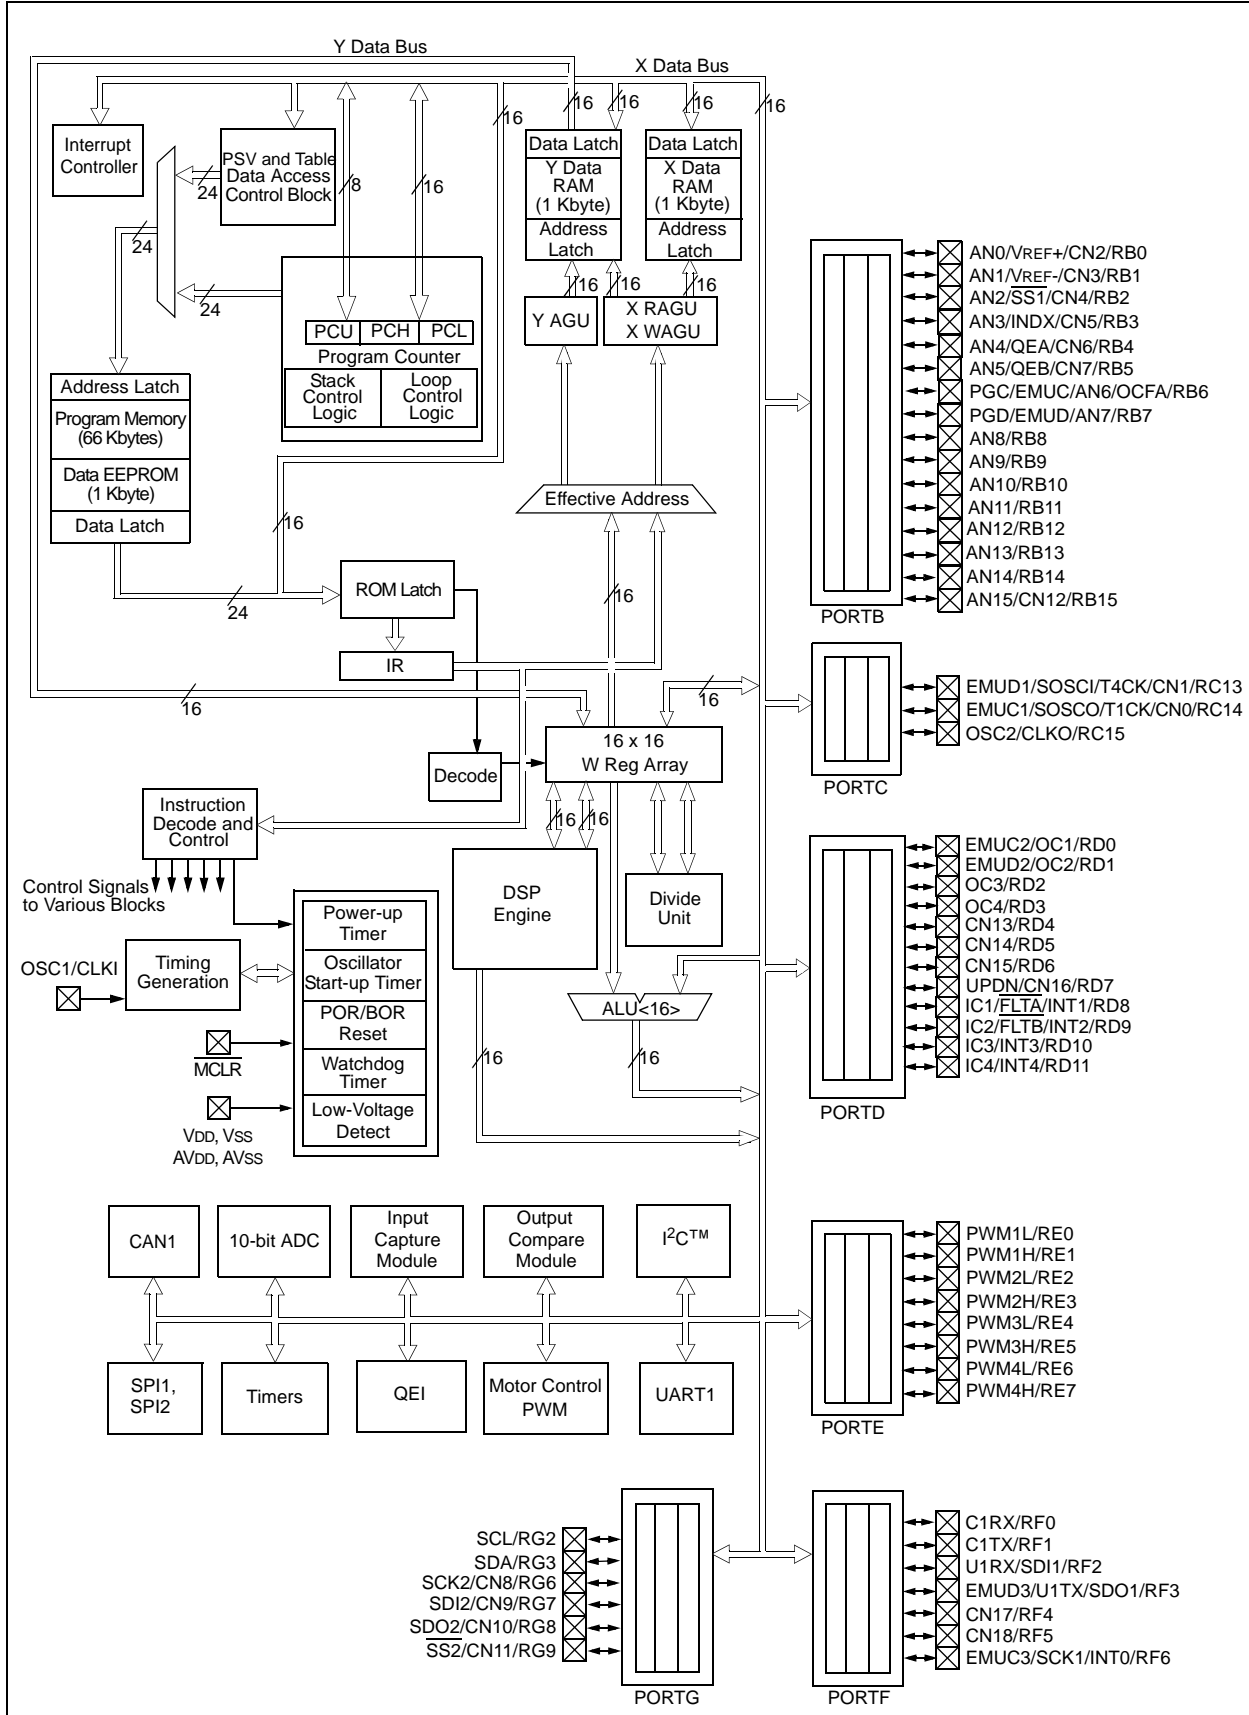 Y Data Bus
X Data Bus
16
16
16
16
16
Interrupt
Controller
PSV and Table
Data Access
Control Block
24
24
24
8
16
Data Latch
Y Data
RAM
(1 Kbyte)
Address
Latch
Data Latch
X Data
RAM
(1 Kbyte)
Address
Latch
16
16
16
Y AGU
X RAGU
X WAGU
PCU
PCH
PCL
Program Counter
Stack
Control
Logic
Loop
Control
Logic
Address Latch
Program Memory
(66 Kbytes)
Data EEPROM
(1 Kbyte)
Data Latch
Effective Address
16
24
16
ROM Latch
IR
16
16
16 x 16
W Reg Array
Decode
Instruction
Decode and
Control
Control Signals
to Various Blocks
16
16
DSP
Engine
Divide
Unit
OSC1/CLKI
Timing
Generation
Power-up
Timer
Oscillator
Start-up Timer
POR/BOR
Reset
Watchdog
Timer
Low-Voltage
Detect
MCLR
VDD, VSS
AVDD, AVSS
ALU<16>
16
16
CAN1
10-bit ADC
Input
Capture
Module
Output
Compare
Module
I2C™
SPI1,
SPI2
Timers
QEI
Motor Control
PWM
UART1
AN0/VREF+/CN2/RB0
AN1/VREF-/CN3/RB1
AN2/SS1/CN4/RB2
AN3/INDX/CN5/RB3
AN4/QEA/CN6/RB4
AN5/QEB/CN7/RB5
PGC/EMUC/AN6/OCFA/RB6
PGD/EMUD/AN7/RB7
AN8/RB8
AN9/RB9
AN10/RB10
AN11/RB11
AN12/RB12
AN13/RB13
AN14/RB14
AN15/CN12/RB15
PORTB
EMUD1/SOSCI/T4CK/CN1/RC13
EMUC1/SOSCO/T1CK/CN0/RC14
OSC2/CLKO/RC15
PORTC
EMUC2/OC1/RD0
EMUD2/OC2/RD1
OC3/RD2
OC4/RD3
CN13/RD4
CN14/RD5
CN15/RD6
UPDN/CN16/RD7
IC1/FLTA/INT1/RD8
IC2/FLTB/INT2/RD9
IC3/INT3/RD10
IC4/INT4/RD11
PORTD
PWM1L/RE0
PWM1H/RE1
PWM2L/RE2
PWM2H/RE3
PWM3L/RE4
PWM3H/RE5
PWM4L/RE6
PWM4H/RE7
PORTE
SCL/RG2
SDA/RG3
SCK2/CN8/RG6
SDI2/CN9/RG7
SDO2/CN10/RG8
SS2/CN11/RG9
PORTG
C1RX/RF0
C1TX/RF1
U1RX/SDI1/RF2
EMUD3/U1TX/SDO1/RF3
CN17/RF4
CN18/RF5
EMUC3/SCK1/INT0/RF6
PORTF